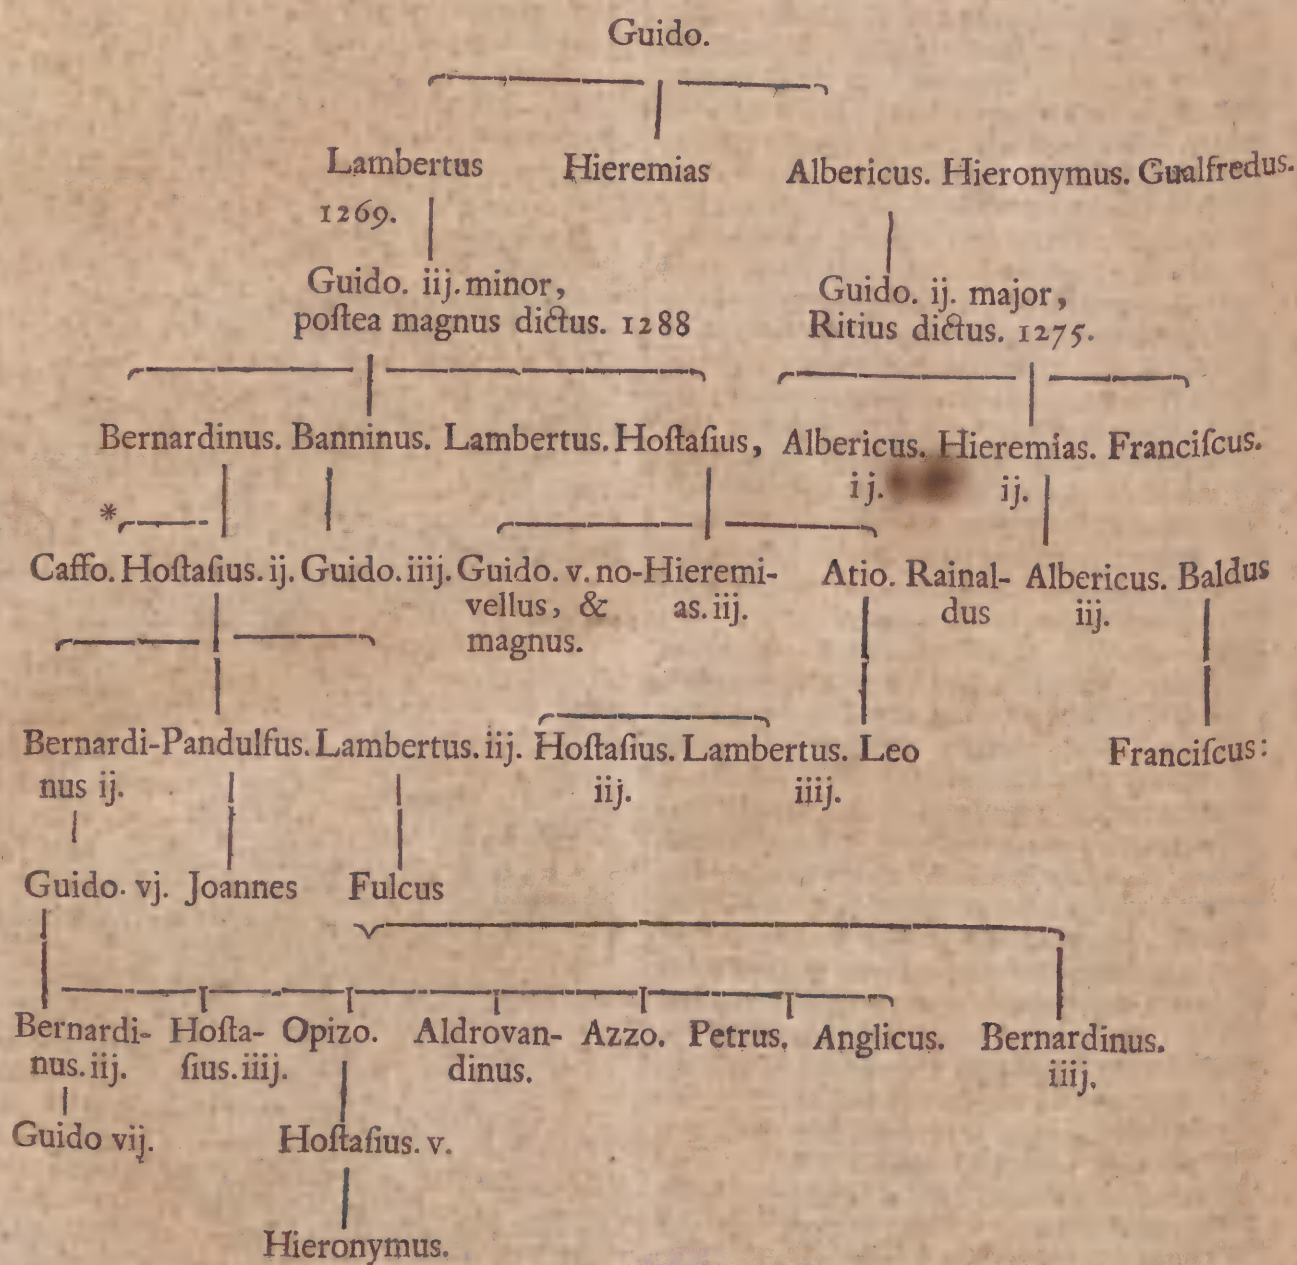 Guido.
Lambertus Hieremias Albericus. Hieronymus. Gualfredus.
1269.
Guido. iij. minor, Guido. ij. major,
poſtea magnus dictus. 1288 Ritius dictus. 1275.
Bernardinus. Banninus. Lambertus. Hoſtaſius, Albericus. Hieremias. Franciſcus.
ij. ij.
*
Caffo. Hoſtaſius. ij. Guido. iiij. Guido. v. no-Hieremi- Atio. Rainal- Albericus. Baldus
vellus, & as. iij. dus iij.
magnus.
Bernardi-Pandulfus. Lambertus. iij. Hoſtaſius. Lambertus. Leo Franciſcus:
nus ij. iij. iiij.
Guido. vj. Joannes Fulcus
Bernardi- Hoſta- Opizo. Aldrovan- Azzo. Petrus. Anglicus. Bernardinus.
nus. iij. ſius. iiij. dinus. iiij.
Guido vij. Hoſtaſius. v.
Hieronymus.